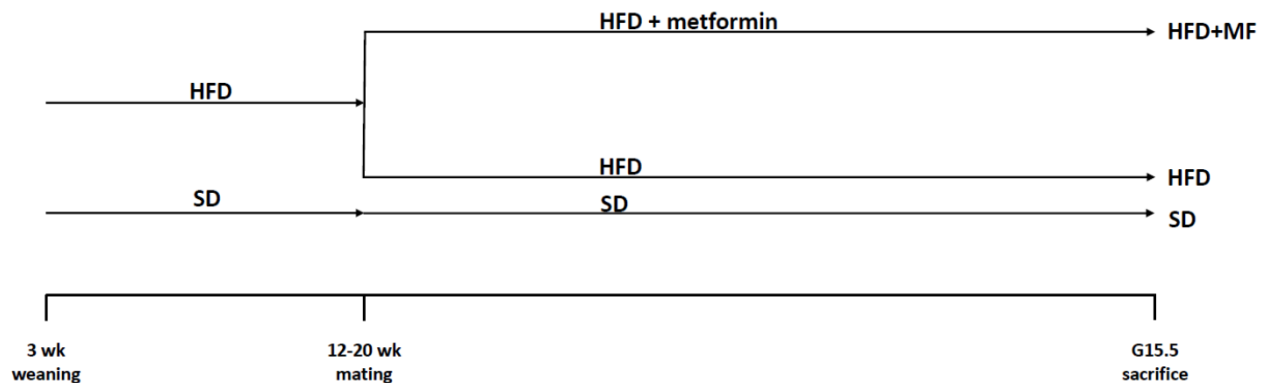 HFD + metformin
HFD+MF
HFD
HFD
HFD
SD
SD
SD
3 wk
weaning
12-20 wk
mating
G15.5
sacrifice